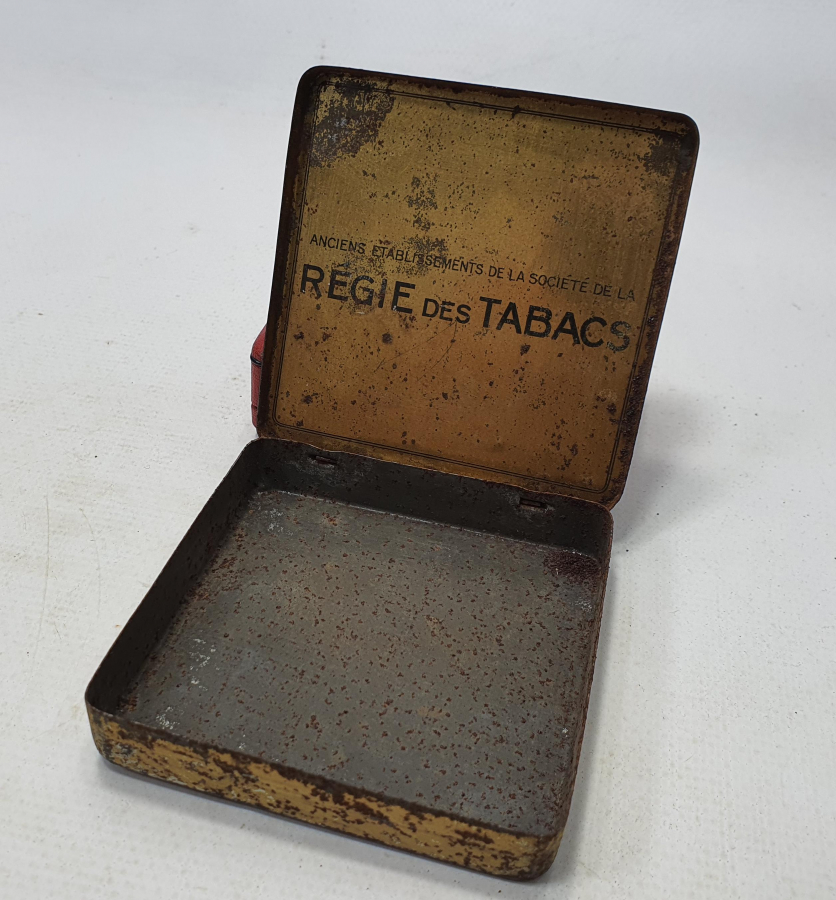 ANCIENS ETABLISSEMENTS DE LA SOCIÉTÉ DE LA
RÉGIE DES TABACS